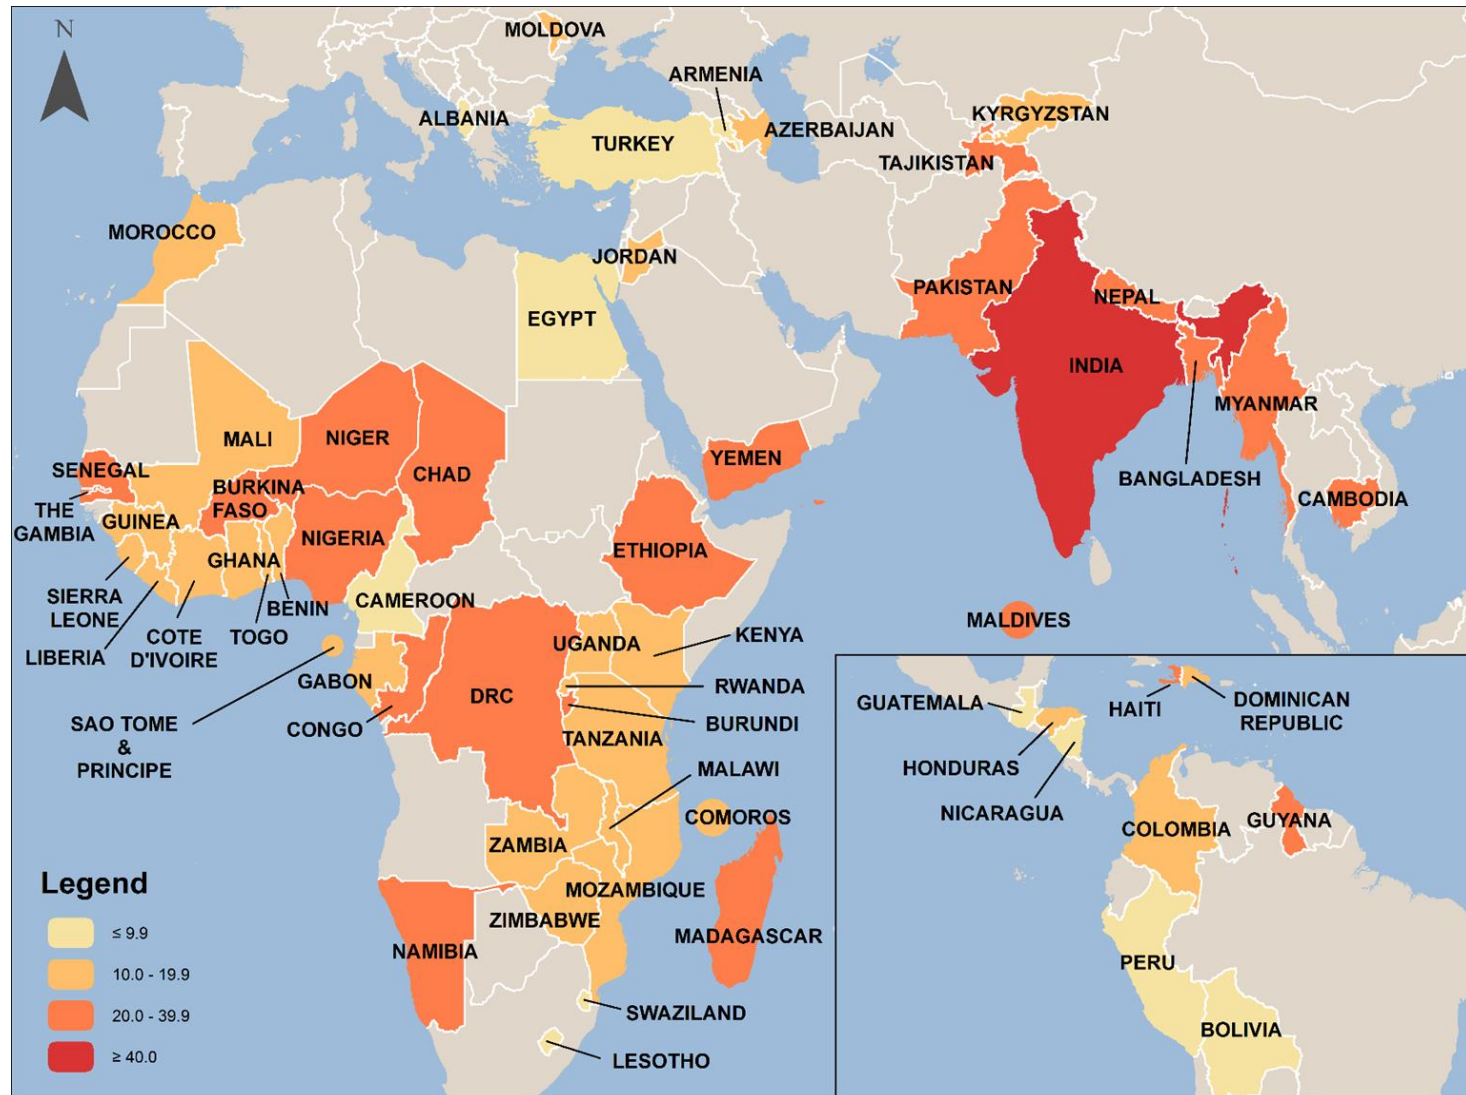 N
MOLDOVA
ARMENIA
ALBANIA
TURKEY
AZERBAIJAN
KYRGYZSTAN
TAJIKISTAN
MOROCCO
JORDAN
EGYPT
PAKISTAN
NEPAL
INDIA
MYANMAR
BANGLADESH
CAMBODIA
MALI
NIGER
CHAD
YEMEN
SENEGAL
THE
GAMBIA
BURKINA
FASO
GUINEA
NIGERIA
GHANA
ETHIOPIA
SIERRA
LEONE
LIBERIA
COTE
D'IVOIRE
TOGO
BENIN
CAMEROON
MALDIVES
UGANDA
KENYA
GABON
DRC
RWANDA
CONGO
BURUNDI
SAO TOME
&
PRINCIPE
TANZANIA
MALAWI
COMOROS
ZAMBIA
MOZAMBIQUE
ZIMBABWE
NAMIBIA
MADAGASCAR
SWAZILAND
LESOTHO
GUATEMALA
HAITI
DOMINICAN
REPUBLIC
HONDURAS
NICARAGUA
COLOMBIA
GUYANA
PERU
BOLIVIA
Legend
≤ 9.9
10.0 - 19.9
20.0 - 39.9
≥ 40.0